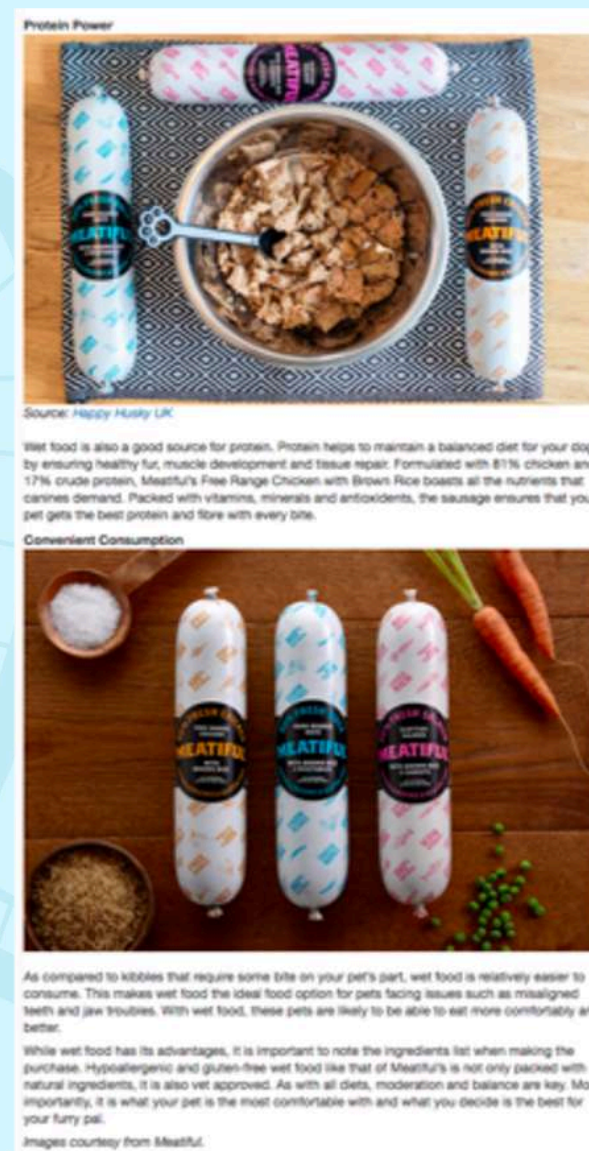 Protein Power
MEATIFUL
MEATIFUL
MEATIFUL
Source: Happy Husky UK
Wet food is also a good source for protein. Protein helps to maintain a balanced diet for your dog
by ensuring healthy fur, muscle development and tissue repair. Formulated with 81% chicken and
17% crude protein, Meatiful's Free Range Chicken with Brown Rice boasts all the nutrients that
canines demand. Packed with vitamins, minerals and antioxidents, the sausage ensures that you
pet gets the best protein and fibre with every bite.
Convenient Consumption
MEATIFUL
MEATIFUL
MEATIFUL
As compared to kibbles that require some bite on your pet's part, wet food is relatively easier to
consume. This makes wet food the ideal food option for pets facing issues such as misaligned
teeth and jaw troubles. With wet food, these pets are likely to be able to eat more comfortably an
better.
While wet food has its advantages, it is important to note the ingredients list when making the
purchase. Hypoallergenic and gluten-free wet food like that of Meatiful's is not only packed with
natural ingredients, it is also vet approved. As with all diets, moderation and balance are key. Mo
importantly, it is what your pet is the most comfortable with and what you decide is the best for
your furry pal.
Images courtesy from Meatiful.